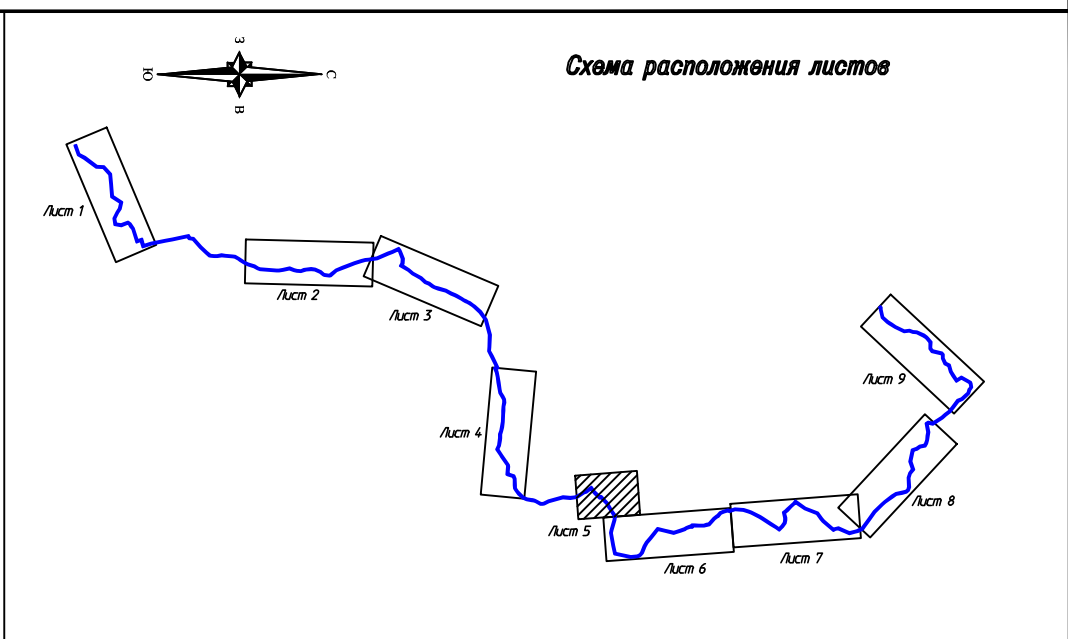 З
Ю
С
В
Схема расположения листов
Лист 1
Лист 2
Лист 3
Лист 4
Лист 5
Лист 6
Лист 7
Лист 8
Лист 9